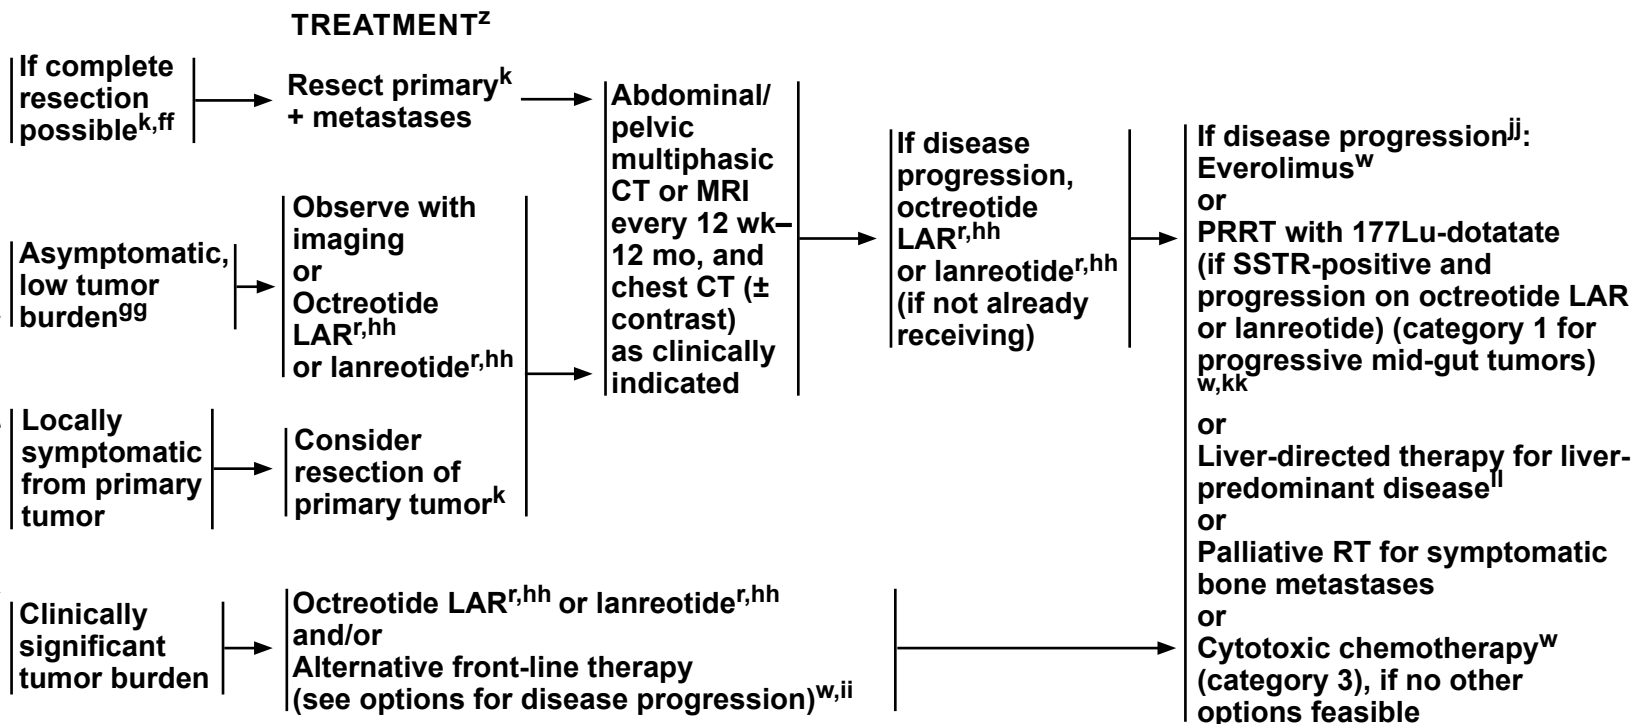 TREATMENTz
If complete
resection
possiblek,ff
Resect primaryk
+ metastases
Asymptomatic,
low tumor
burdengg
Observe with
imaging
or
Octreotide
LARr,hh
or lanreotider,hh
Locally
symptomatic
from primary
tumor
Consider
resection of
primary tumork
Abdominal/
pelvic
multiphasic
CT or MRI
every 12 wk–
12 mo, and
chest CT (±
contrast)
as clinically
indicated
If disease
progression,
octreotide
LARr,hh
or lanreotider,hh
(if not already
receiving)
Clinically
significant
tumor burden
Octreotide LARr,hh or lanreotider,hh
and/or
Alternative front-line therapy
(see options for disease progression)w,ii
If disease progressionjj:
Everolimusw
or
PRRT with 177Lu-dotatate
(if SSTR-positive and
progression on octreotide LAR
or lanreotide) (category 1 for
progressive mid-gut tumors)
w,kk
or
Liver-directed therapy for liver-
predominant diseasell
or
Palliative RT for symptomatic
bone metastases
or
Cytotoxic chemotherapyw
(category 3), if no other
options feasible